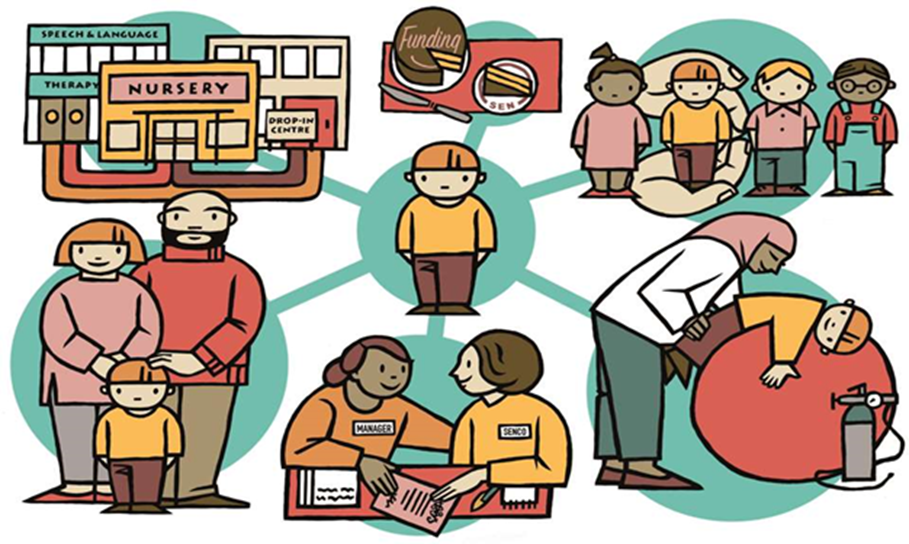 SPEECH & LANGUAGE
THERAPY
NURSERY
DROP-IN
CENTRE
Funding
SEN
MANAGER
SENCO